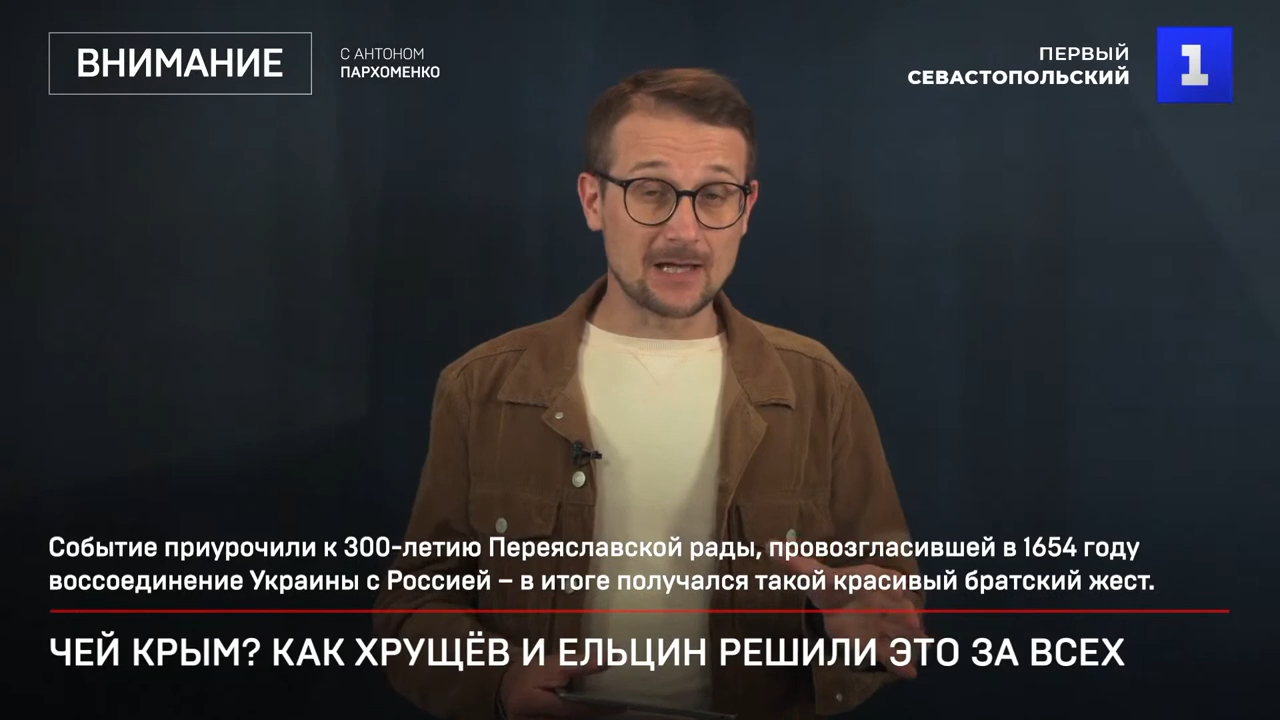 ВНИМАНИЕ
С АНТОНОМ
ПАРХОМЕНКО
ПЕРВЫЙ
СЕВАСТОПОЛЬСКИЙ
1
Событие приурочили к 300-летию Переяславской рады, провозгласившей в 1654 году
воссоединение Украины с Россией – в итоге получался такой красивый братский жест.
ЧЕЙ КРЫМ? КАК ХРУЩЁВ И ЕЛЬЦИН РЕШИЛИ ЭТО ЗА ВСЕХ